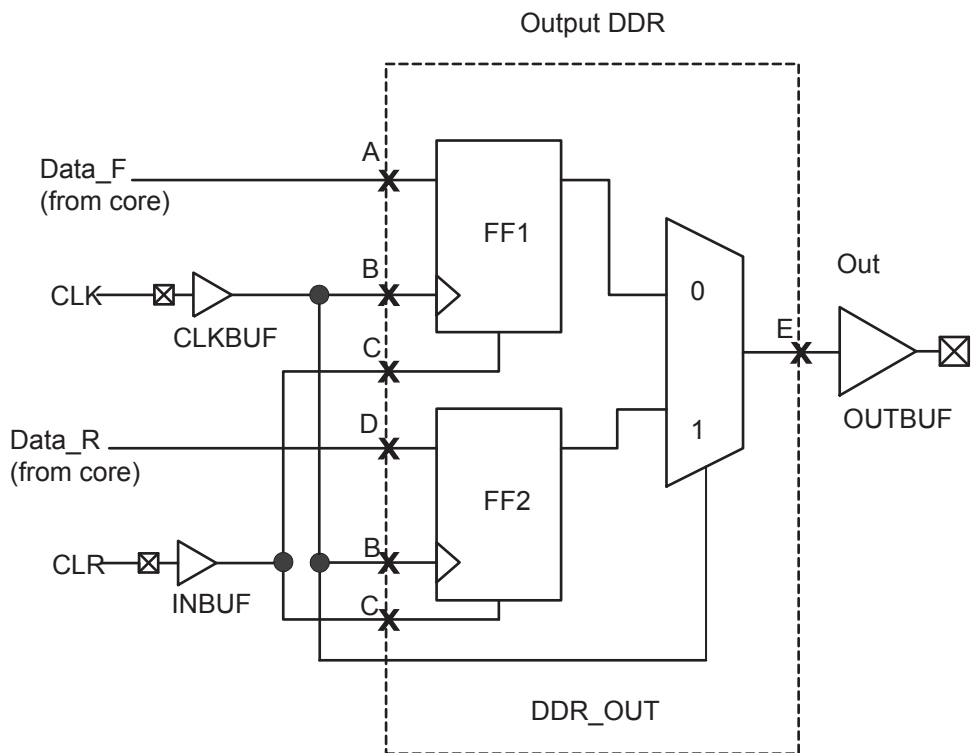 Output DDR
A
Data_F
(from core)
FF1
B
CLK
CLKBUF
0
Out
C
E
D
Data_R
(from core)
1
OUTBUF
FF2
B
CLR
INBUF
C
DDR_OUT